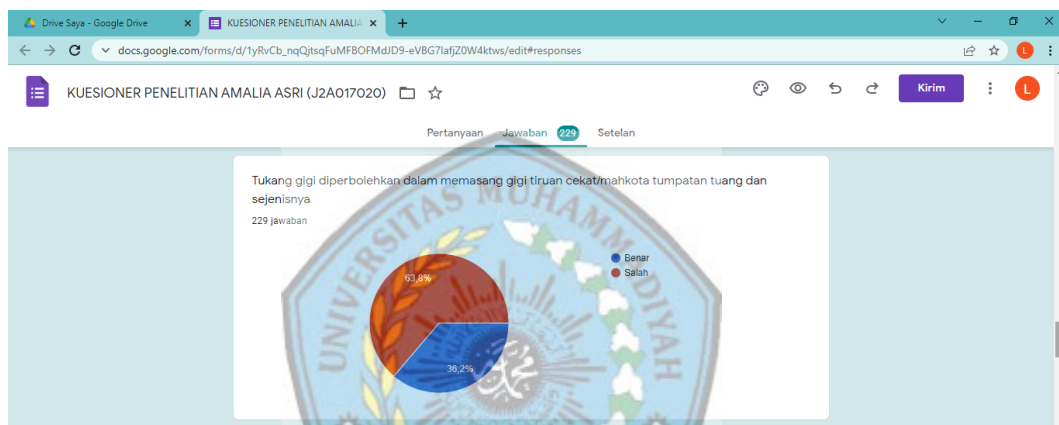 Drive Saya - Google Drive
KUESIONER PENELITIAN AMALIA
docs.google.com/forms/d/1yRvCb_nqQjtsqFuMFBOFMdJD9-eVBG7lafjZ0W4ktws/edit#responses
L
KUESIONER PENELITIAN AMALIA ASRI (J2A017020)
Kirim
L
Pertanyaan Jawaban 229 Setelan
Tukang gigi diperbolehkan dalam memasang gigi tiruan cekat/mahkota tumpatan tuang dan
sejenisnya
229 jawaban
Benar
Salah
63,8%
36,2%
UNIVERSITAS MUHAMMADIYAH